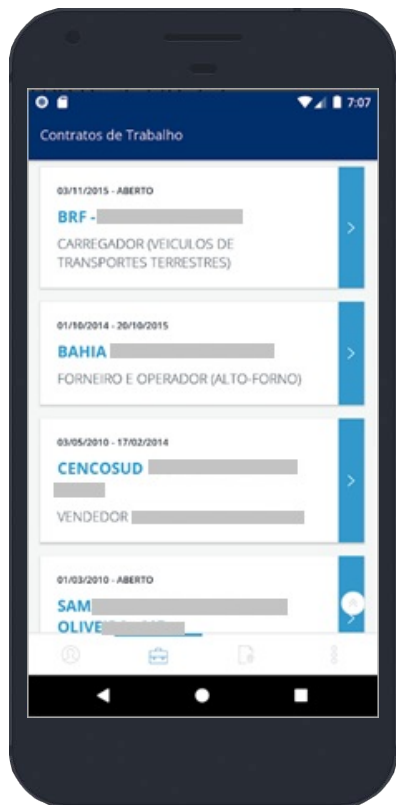 7:07
Contratos de Trabalho
03/11/2015 - ABERTO
BRF -
CARREGADOR (VEICULOS DE
TRANSPORTES TERRESTRES)
01/10/2014 - 20/10/2015
BAHIA
FORNEIRO E OPERADOR (ALTO-FORNO)
03/05/2010 - 17/02/2014
CENCOSUD
VENDEDOR
01/03/2010 - ABERTO
SAM
OLIVE